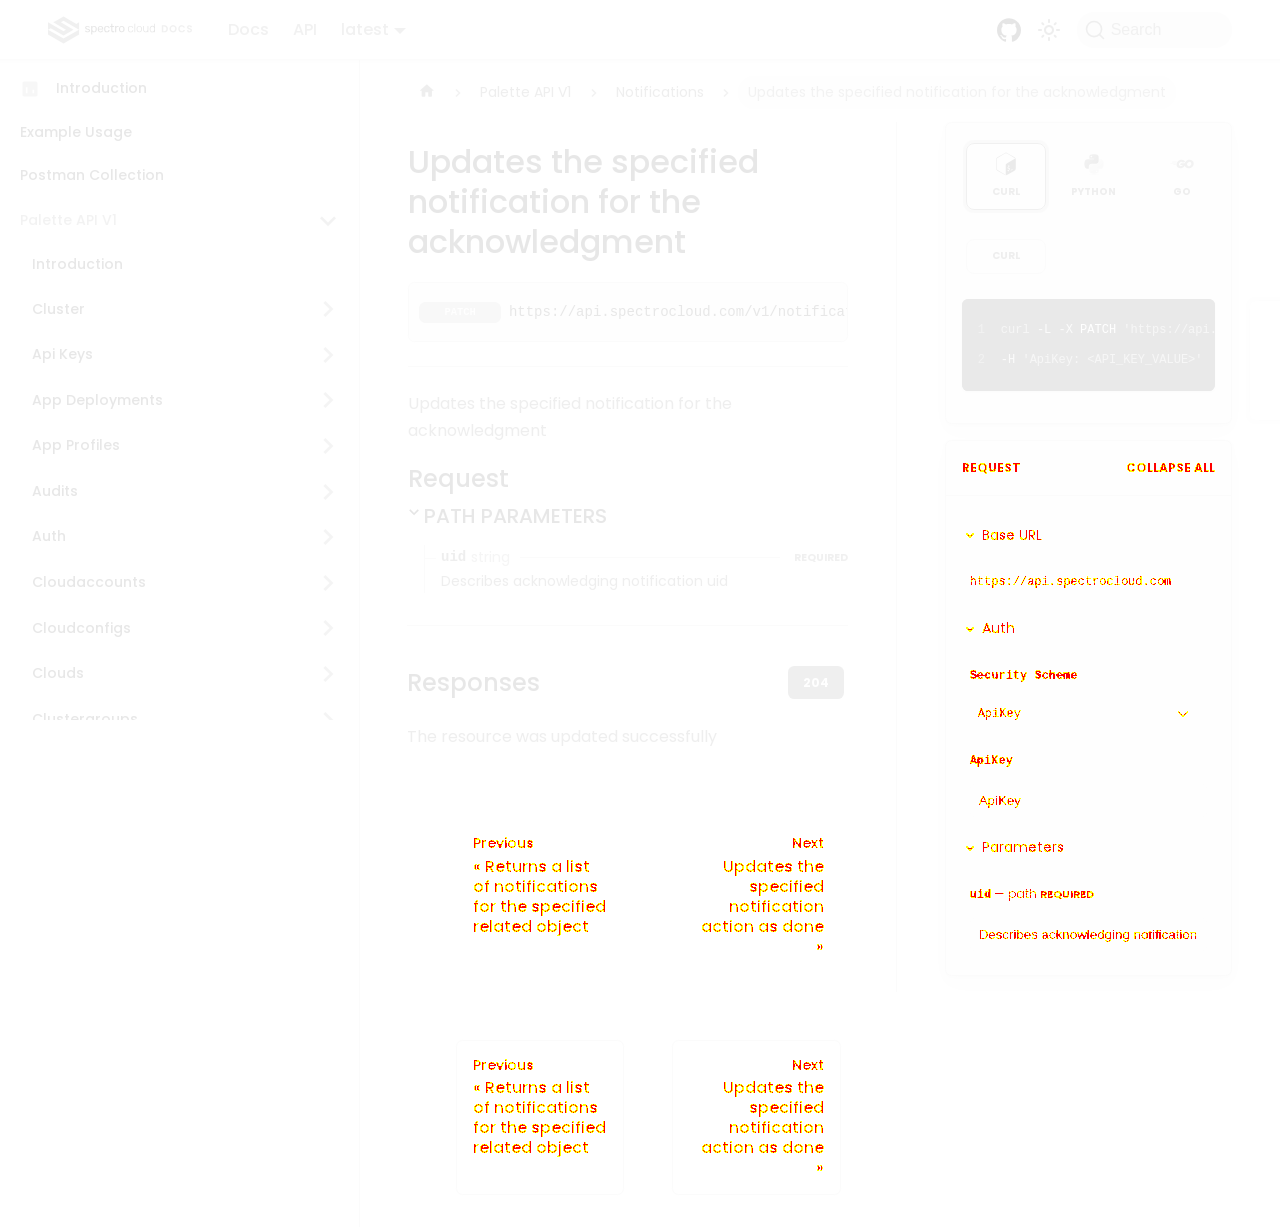 spectro cloud DOCS Docs API latest Search
Introduction
Example Usage
Postman Collection
Palette API V1
Introduction
Cluster
Api Keys
App Deployments
App Profiles
Audits
Auth
Cloudaccounts
Cloudconfigs
Clouds
Clustergroups
Palette API V1 Notifications Updates the specified notification for the acknowledgment
Updates the specified
notification for the
acknowledgment
PATCH https://api.spectrocloud.com/v1/notificat
Updates the specified notification for the
acknowledgment
Request
PATH PARAMETERS
uid string REQUIRED
Describes acknowledging notification uid
Responses 204
The resource was updated successfully
Previous
« Returns a list
of notifications
for the specified
related object
Next
Updates the
specified
notification
action as done
»
Previous
« Returns a list
of notifications
for the specified
related object
Next
Updates the
specified
notification
action as done
»
CURL PYTHON GO
CURL
1 curl -L -X PATCH 'https://api.
2 -H 'ApiKey: <API_KEY_VALUE>'
REQUEST COLLAPSE ALL
Base URL
https://api.spectrocloud.com
Auth
Security Scheme
ApiKey
ApiKey
ApiKey
Parameters
uid — path REQUIRED
Describes acknowledging notification